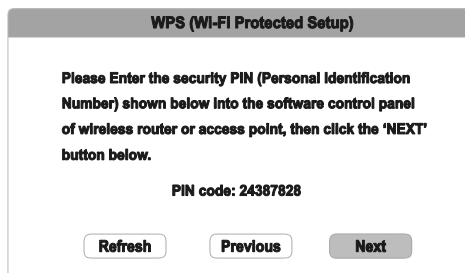 WPS (Wi-Fi Protected Setup)
Please Enter the security PIN (Personal Identification
Number) shown below into the software control panel
of wireless router or access point, then click the ‘NEXT’
button below.
PIN code: 24387828
Refresh Previous Next